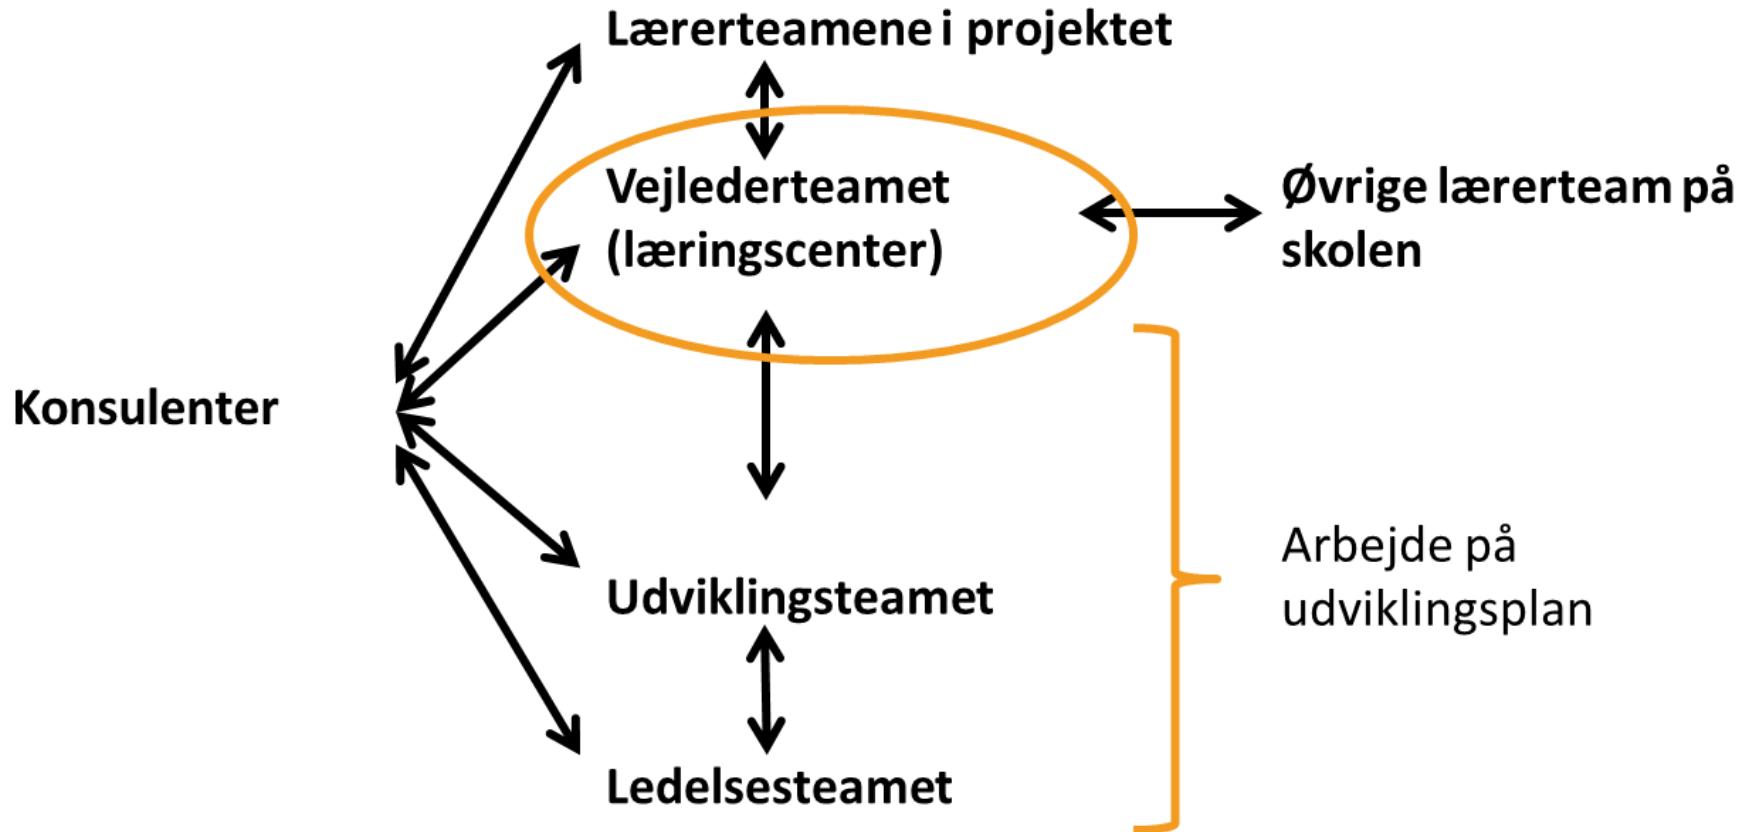 Lærerteamene i projektet
Vejlederteamet
(læringscenter)
Øvrige lærerteam på
skolen
Konsulenter
Arbejde på
udviklingsplan
Udviklingsteamet
Ledelsesteamet